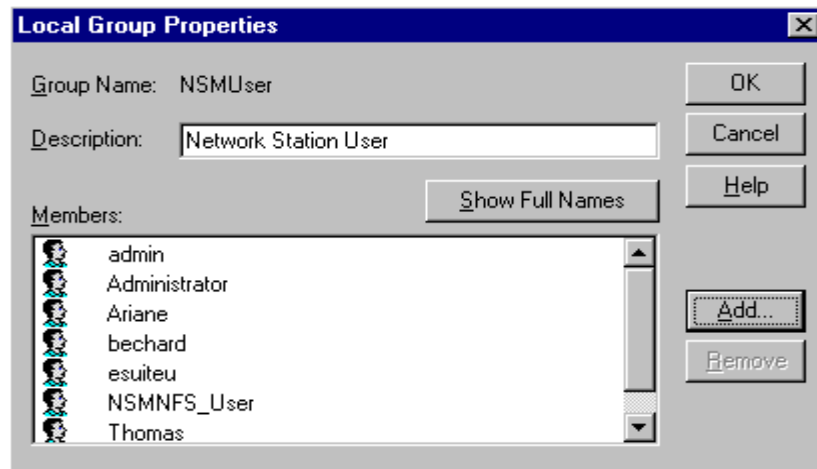 Local Group Properties
Group Name: NSMUser
OK
Description: Network Station User
Cancel
Show Full Names
Help
Members:
admin
Administrator
Ariane
bechard
esuiteu
NSMNFS_User
Thomas
Add...
Remove